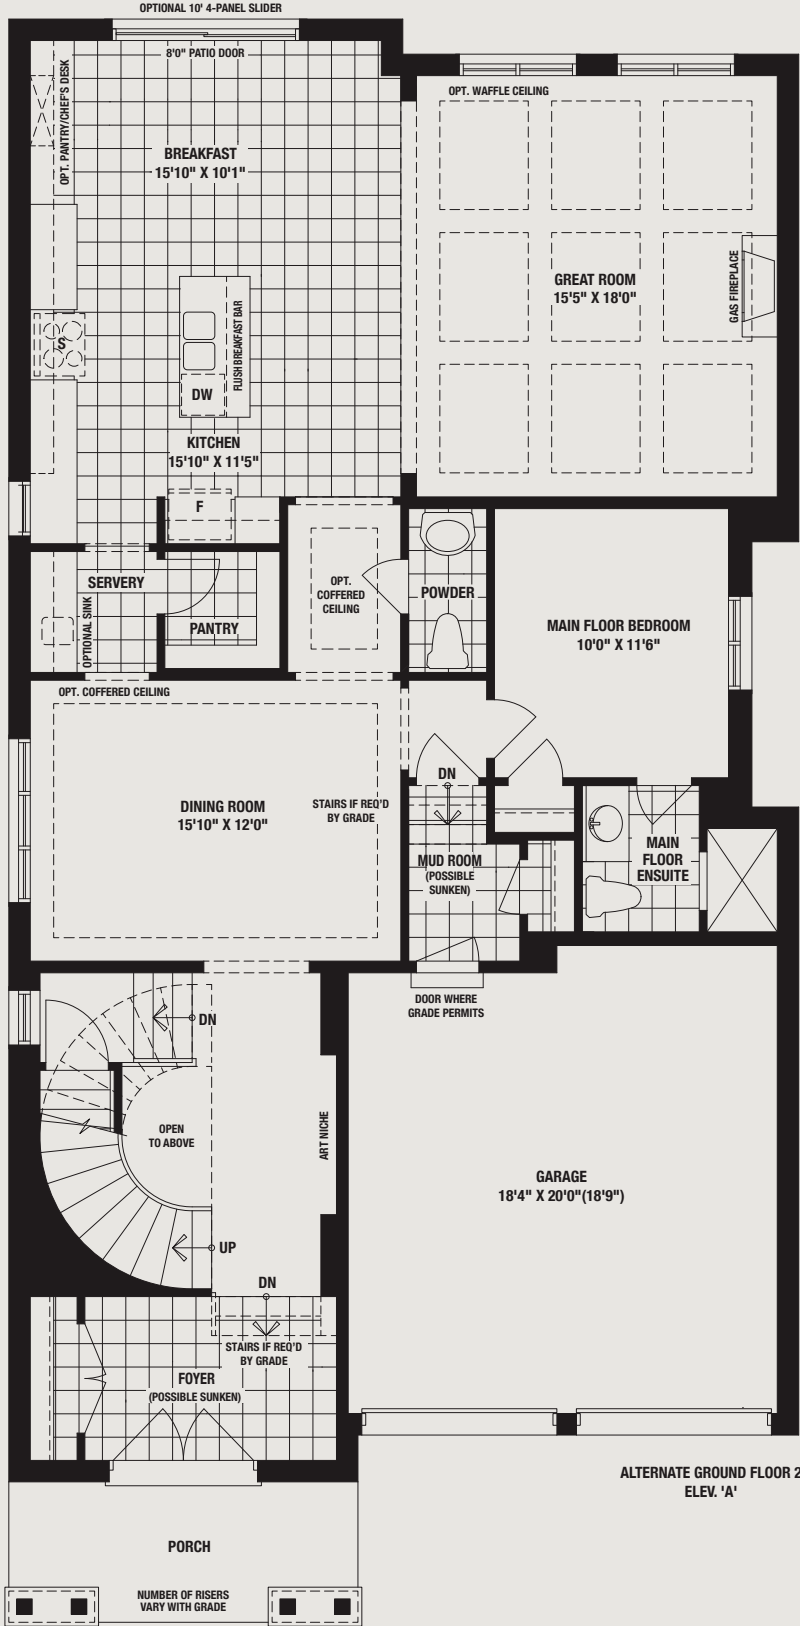 OPTIONAL 10' 4-PANEL SLIDER
8'0" PATIO DOOR
OPT. PANTRY/CHEF'S DESK
OPT. WAFFLE CEILING
BREAKFAST
15'10" X 10'1"
GREAT ROOM
15'5" X 18'0"
GAS FIREPLACE
FLUSH BREAKFAST BAR
S
DW
KITCHEN
15'10" X 11'5"
F
SERVERY
OPTIONAL SINK
PANTRY
OPT.
COFFERED
CEILING
POWDER
MAIN FLOOR BEDROOM
10'0" X 11'6"
OPT. COFFERED CEILING
DINING ROOM
15'10" X 12'0"
STAIRS IF REQ'D
BY GRADE
DN
MUD ROOM
(POSSIBLE
SUNKEN)
MAIN
FLOOR
ENSUITE
DOOR WHERE
GRADE PERMITS
DN
OPEN
TO ABOVE
ART NICHE
GARAGE
18'4" X 20'0"(18'9")
UP
DN
STAIRS IF REQ'D
BY GRADE
FOYER
(POSSIBLE SUNKEN)
ALTERNATE GROUND FLOOR 2
ELEV. 'A'
PORCH
NUMBER OF RISERS
VARY WITH GRADE